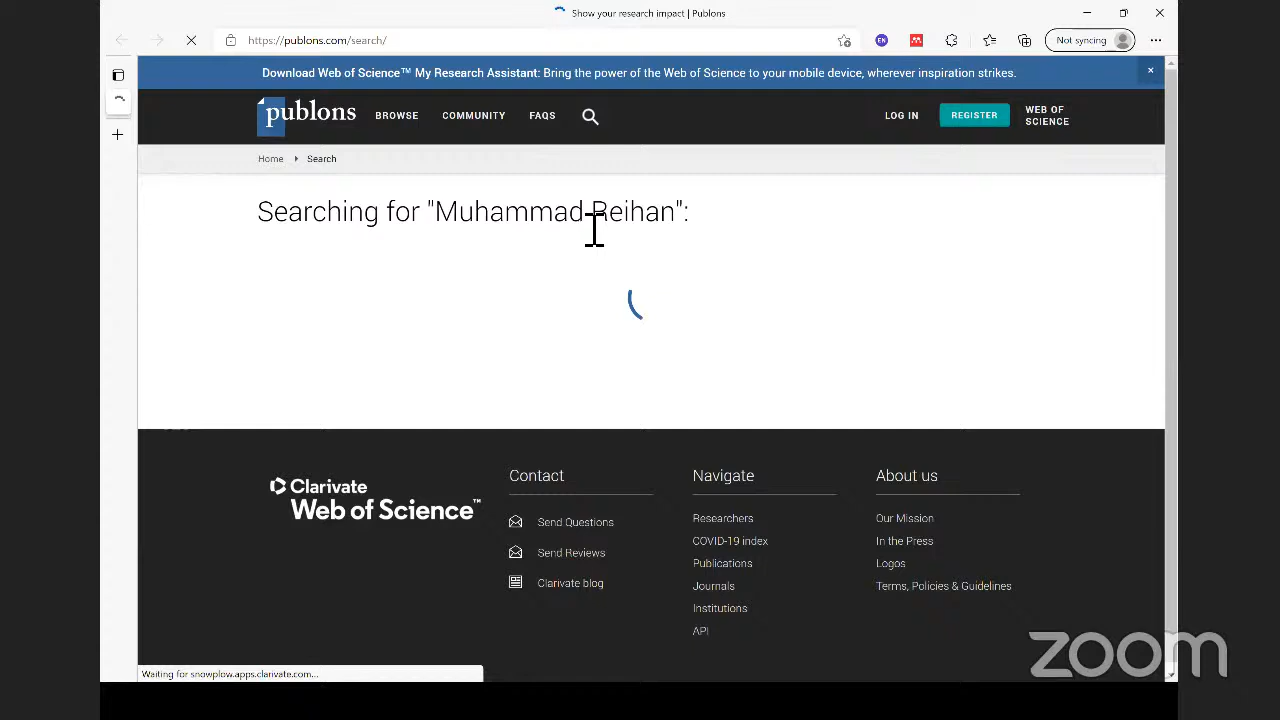 Show your research impact | Publons
https://publons.com/search/
EN
Not syncing
Download Web of Science™ My Research Assistant: Bring the power of the Web of Science to your mobile device, wherever inspiration strikes.
publons
BROWSE
COMMUNITY
FAQS
LOG IN
REGISTER
WEB OF SCIENCE
Home
Search
Searching for "Muhammad Reihan":
Clarivate
Web of Science™
Contact
Send Questions
Send Reviews
Clarivate blog
Navigate
Researchers
COVID-19 index
Publications
Journals
Institutions
API
About us
Our Mission
In the Press
Logos
Terms, Policies & Guidelines
zoom
Waiting for snowplow.apps.clarivate.com...